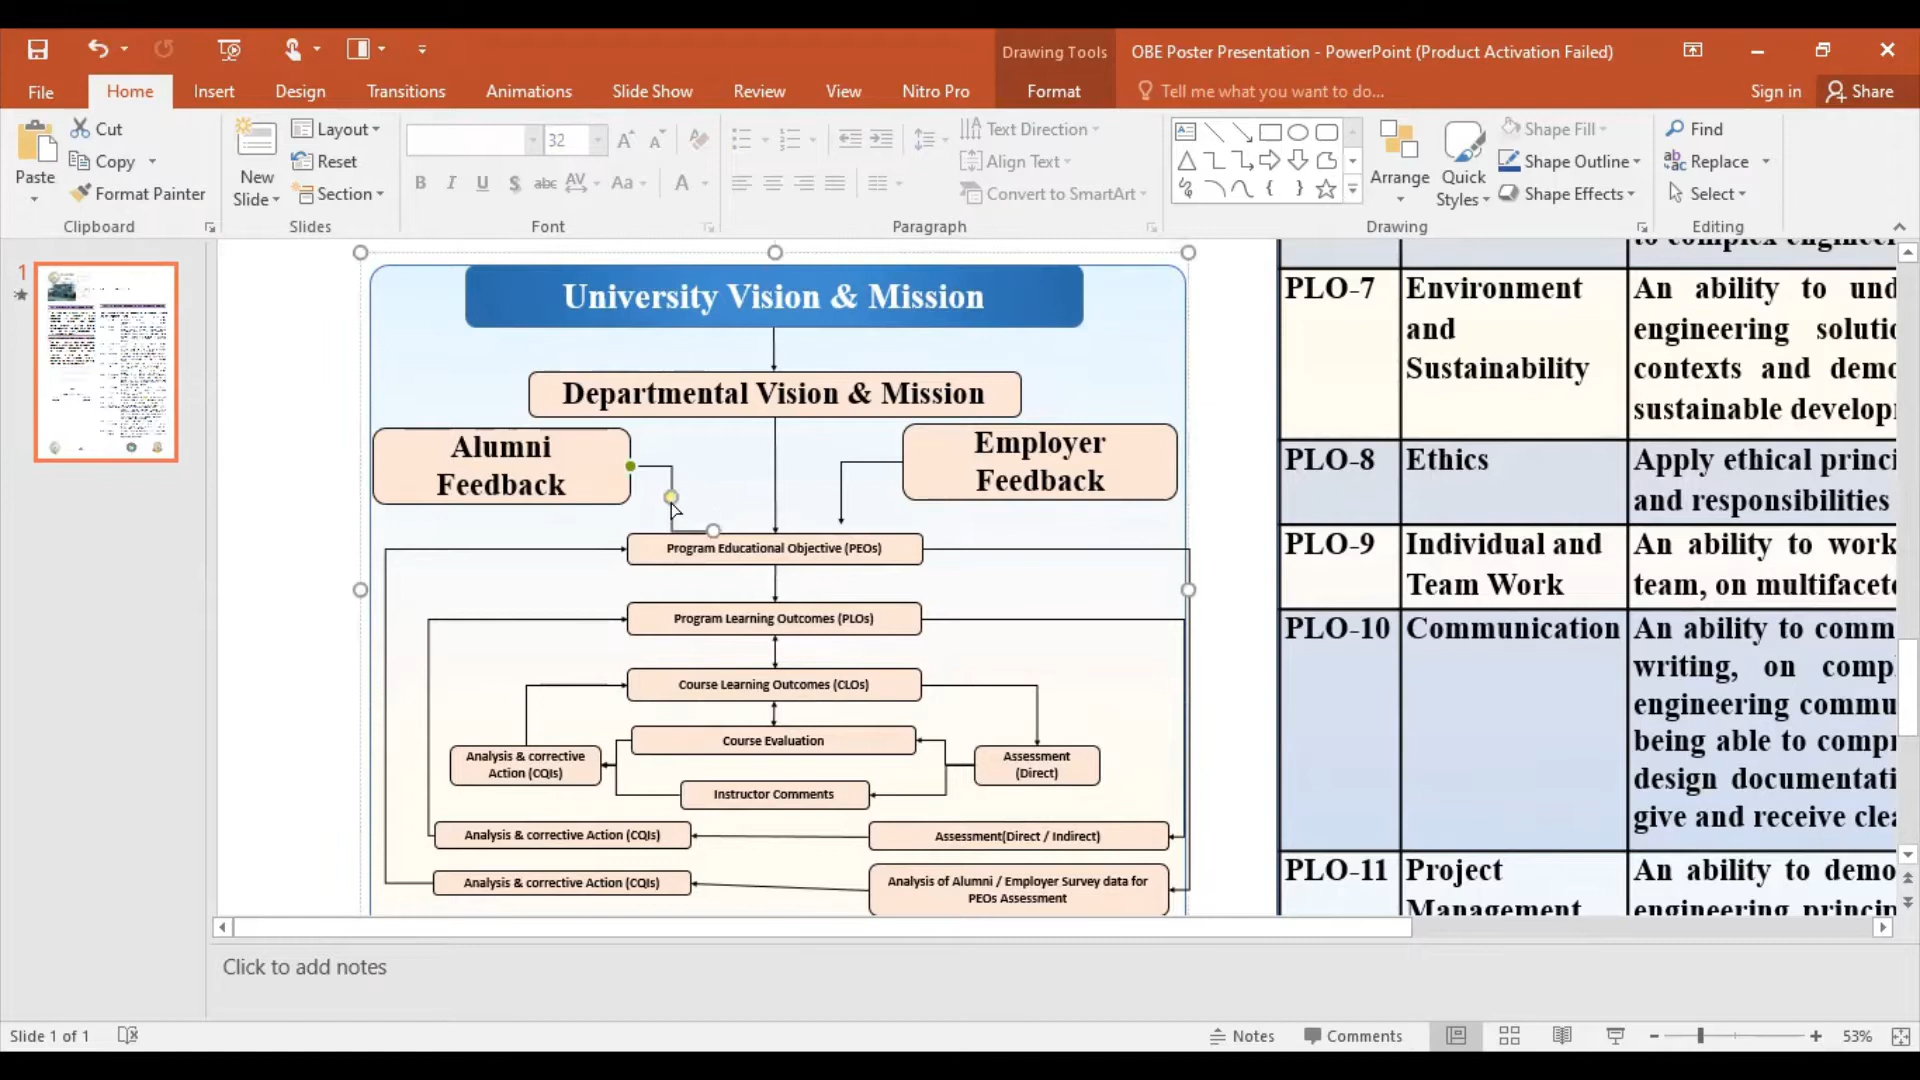 Drawing Tools
OBE Poster Presentation - PowerPoint (Product Activation Failed)
File
Home
Insert
Design
Transitions
Animations
Slide Show
Review
View
Nitro Pro
Format
Tell me what you want to do...
Sign in
Share
Paste
Cut
Copy
Format Painter
Clipboard
New
Slide
Layout
Reset
Section
Slides
32
B I U S abc AV Aa A
Font
Text Direction
Align Text
Convert to SmartArt
Paragraph
Arrange
Quick
Styles
Shape Fill
Shape Outline
Shape Effects
Drawing
Find
Replace
Select
Editing
1
University Vision & Mission
Departmental Vision & Mission
Alumni
Feedback
Employer
Feedback
Program Educational Objective (PEOs)
Program Learning Outcomes (PLOs)
Course Learning Outcomes (CLOs)
Course Evaluation
Analysis & corrective
Action (CQIs)
Assessment
(Direct)
Instructor Comments
Analysis & corrective Action (CQIs)
Assessment(Direct / Indirect)
Analysis & corrective Action (CQIs)
Analysis of Alumni / Employer Survey data for
PEOs Assessment
PLO-7
Environment
and
Sustainability
An ability to und
engineering solutio
contexts and demo
sustainable develop
PLO-8
Ethics
Apply ethical princi
and responsibilities
PLO-9
Individual and
Team Work
An ability to work
team, on multifacete
PLO-10
Communication
An ability to comm
writing, on comp
engineering commu
being able to compr
design documentati
give and receive clea
PLO-11
Project
Management
An ability to demo
engineering princip
Click to add notes
Slide 1 of 1
Notes
Comments
53%